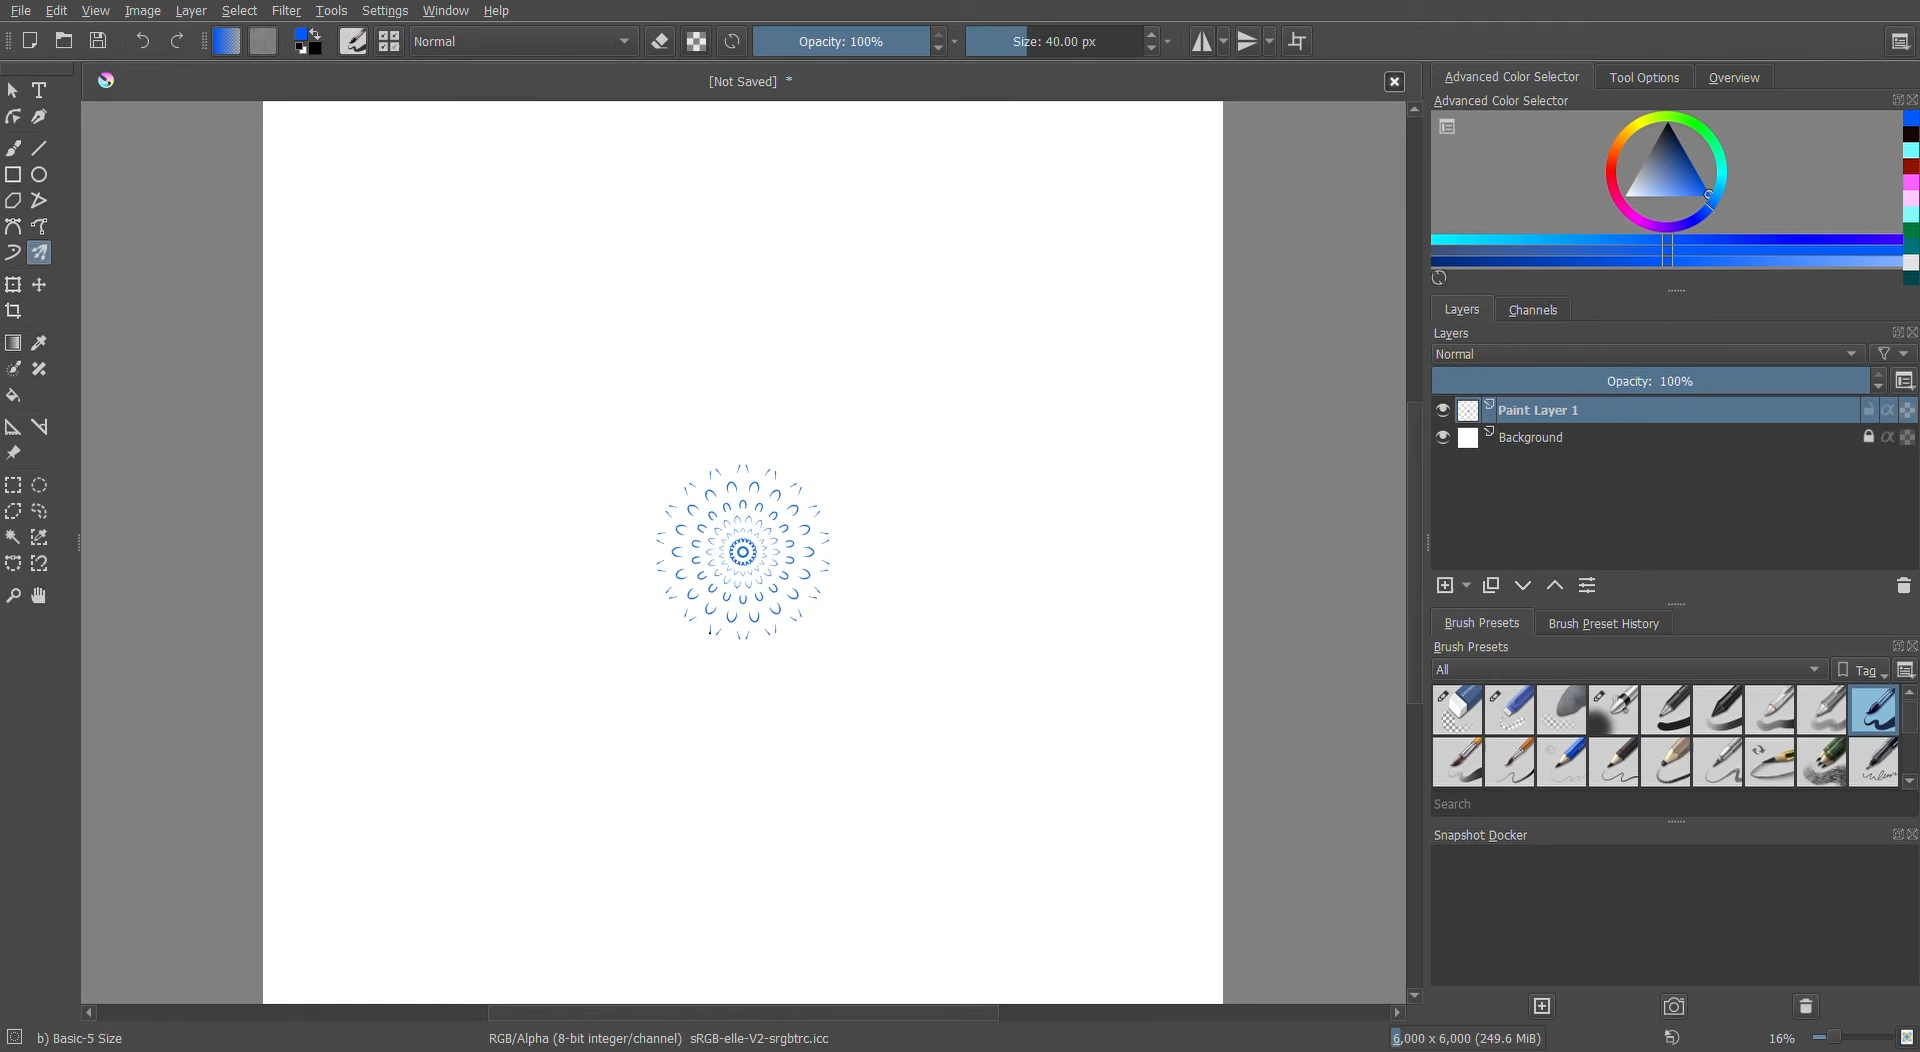 File Edit View Image Layer Select Filter Tools Settings Window Help
Normal Opacity: 100% Size: 40.00 px
[Not Saved] *
Advanced Color Selector Tool Options Overview
Advanced Color Selector
Layers Channels
Layers
Normal
Opacity: 100%
Paint Layer 1
Background
Brush Presets Brush Preset History
Brush Presets
All Tag
Search
Snapshot Docker
b) Basic-5 Size RGB/Alpha (8-bit integer/channel) sRGB-elle-V2-srgbtrc.icc 6,000 x 6,000 (249.6 MiB) 16%